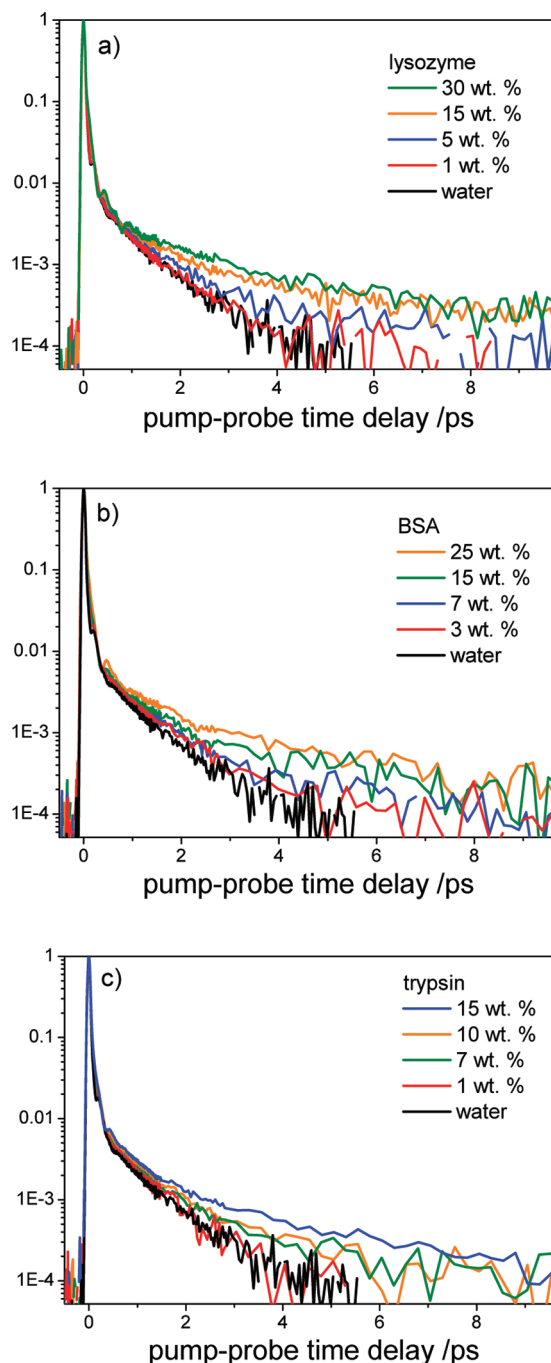 a)
lysozyme
30 wt. %
15 wt. %
5 wt. %
1 wt. %
water
1
0.1
0.01
1E-3
1E-4
0 2 4 6 8
pump-probe time delay /ps
b)
BSA
25 wt. %
15 wt. %
7 wt. %
3 wt. %
water
1
0.1
0.01
1E-3
1E-4
0 2 4 6 8
pump-probe time delay /ps
c)
trypsin
15 wt. %
10 wt. %
7 wt. %
1 wt. %
water
1
0.1
0.01
1E-3
1E-4
0 2 4 6 8
pump-probe time delay /ps